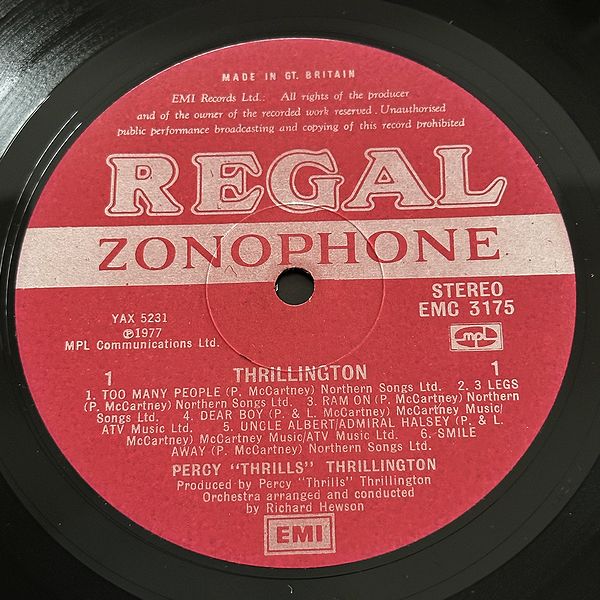 MADE IN GT. BRITAIN
EMI Records Ltd.: All rights of the producer
and of the owner of the recorded work reserved. Unauthorised
public performance broadcasting and copying of this record prohibited
REGAL
ZONOPHONE
STEREO
EMC 3175
YAX 5231
℗1977
MPL Communications Ltd.
mpl
1 THRILLINGTON 1
1. TOO MANY PEOPLE (P. McCartney) Northern Songs Ltd. 2. 3 LEGS
(P. McCartney) Northern Songs Ltd. 3. RAM ON (P. McCartney) Northern
Songs Ltd. 4. DEAR BOY (P. & L. McCartney) McCartney Music/
ATV Music Ltd. 5. UNCLE ALBERT/ADMIRAL HALSEY (P. & L.
McCartney) McCartney Music/ATV Music Ltd. 6. SMILE
AWAY (P. McCartney) Northern Songs Ltd.
PERCY "THRILLS" THRILLINGTON
Produced by Percy "Thrills" Thrillington
Orchestra arranged and conducted
by Richard Hewson
EMI